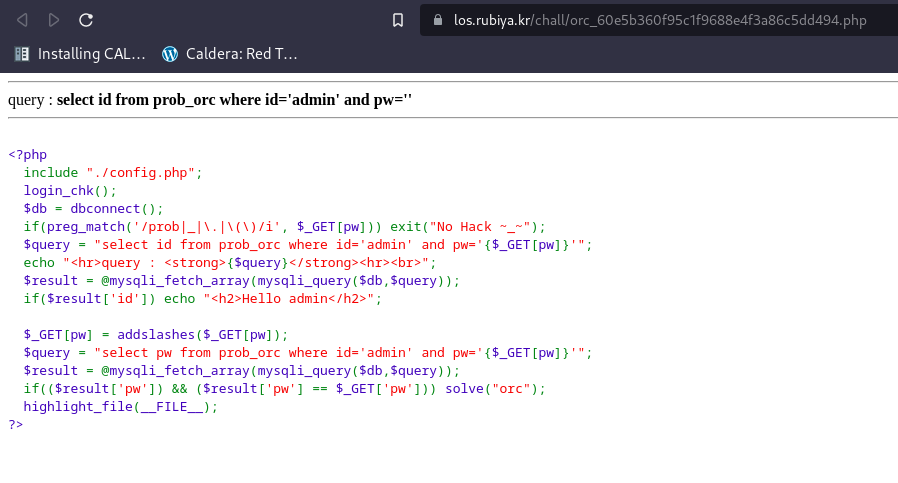 los.rubiya.kr/chall/orc_60e5b360f95c1f9688e4f3a86c5dd494.php
Installing CAL... Caldera: Red T...
query : select id from prob_orc where id='admin' and pw=''
<?php
  include "./config.php";
  login_chk();
  $db = dbconnect();
  if(preg_match('/prob|_|\.|\(\)/i', $_GET[pw])) exit("No Hack ~_~");
  $query = "select id from prob_orc where id='admin' and pw='{$_GET[pw]}'";
  echo "<hr>query : <strong>{$query}</strong><hr><br>";
  $result = @mysqli_fetch_array(mysqli_query($db,$query));
  if($result['id']) echo "<h2>Hello admin</h2>";

  $_GET[pw] = addslashes($_GET[pw]);
  $query = "select pw from prob_orc where id='admin' and pw='{$_GET[pw]}'";
  $result = @mysqli_fetch_array(mysqli_query($db,$query));
  if(($result['pw']) && ($result['pw'] == $_GET['pw'])) solve("orc");
  highlight_file(__FILE__);
?>